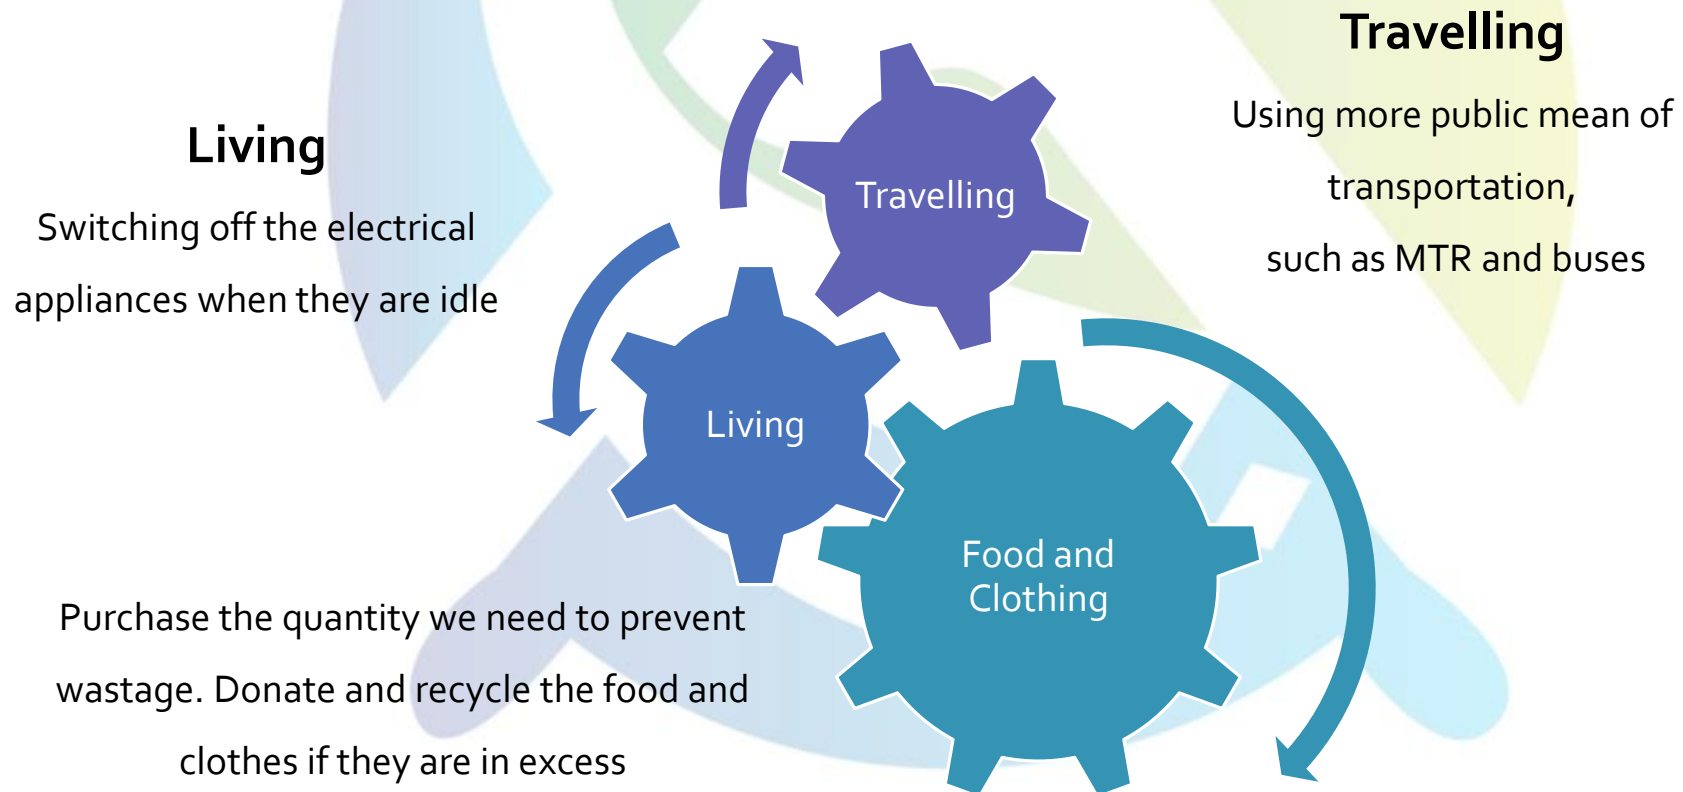 Travelling
Using more public mean of
transportation,
such as MTR and buses
Living
Switching off the electrical
appliances when they are idle
Travelling
Living
Food and
Clothing
Purchase the quantity we need to prevent
wastage. Donate and recycle the food and
clothes if they are in excess